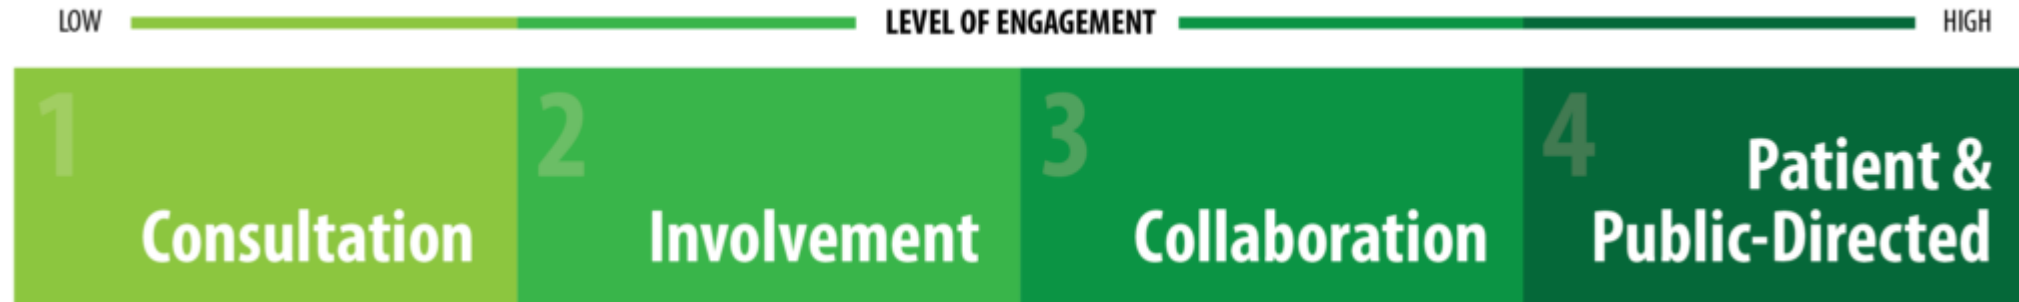 LOW LEVEL OF ENGAGEMENT HIGH
1
Consultation
2
Involvement
3
Collaboration
4
Patient &
Public-Directed